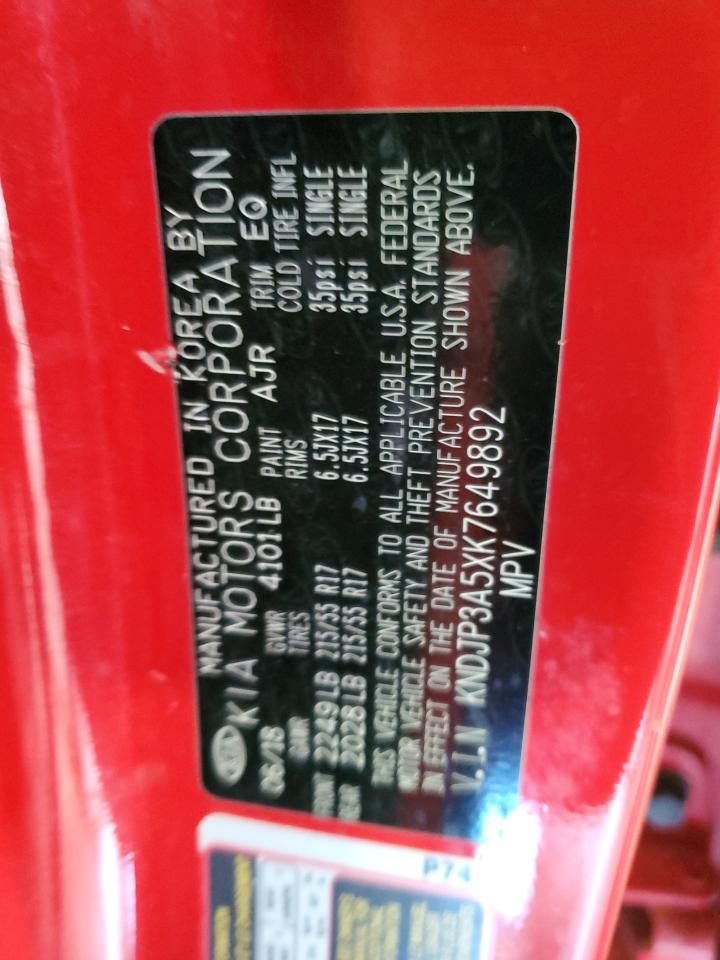 MANUFACTURED IN KOREA BY
KIA MOTORS CORPORATION
06/18 GVWR 4101LB PAINT AJR TRIM EQ
GAWR TIRES RIMS COLD TIRE INFL
2249LB 215/55 R17 6.5JX17 35psi SINGLE
2028LB 215/55 R17 6.5JX17 35psi SINGLE
THIS VEHICLE CONFORMS TO ALL APPLICABLE U.S.A. FEDERAL
MOTOR VEHICLE SAFETY AND THEFT PREVENTION STANDARDS
IN EFFECT ON THE DATE OF MANUFACTURE SHOWN ABOVE.
V.I.N KNDJP3A5XK7649892
MPV
P74